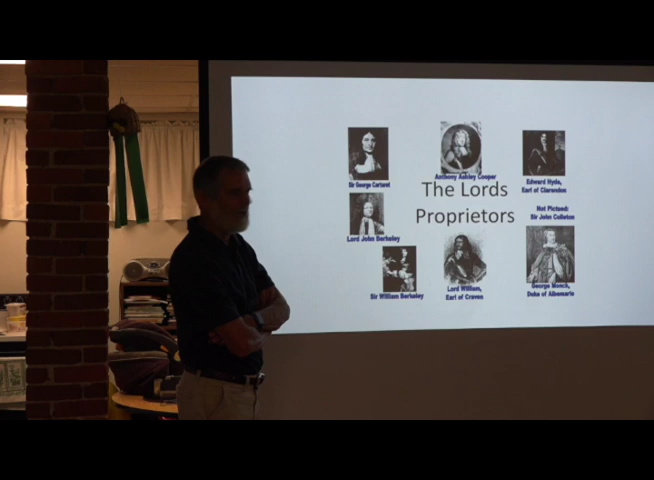 Sir George Carteret
Anthony Ashley Cooper
Edward Hyde,
Earl of Clarendon
The Lords
Proprietors
Not Pictured:
Sir John Colleton
Lord John Berkeley
Sir William Berkeley
Lord William,
Earl of Craven
George Monck,
Duke of Albemarle